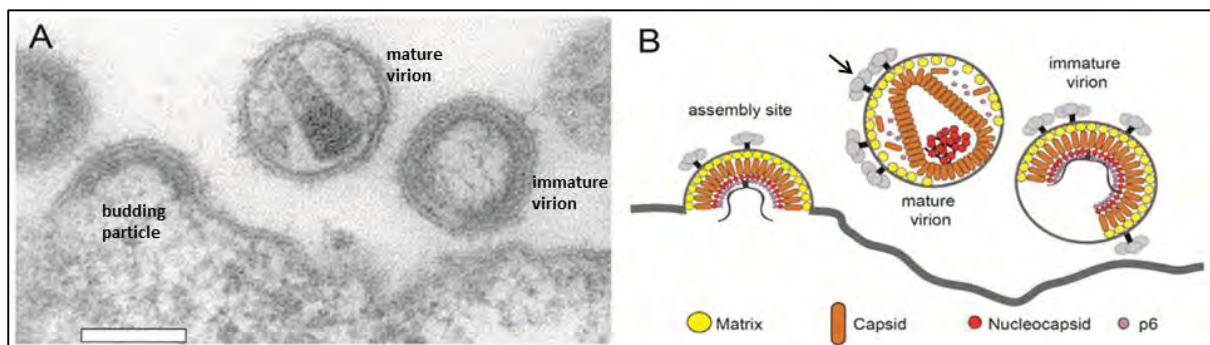 A
mature
virion
immature
virion
budding
particle
B
assembly site
mature
virion
immature
virion
Matrix
Capsid
Nucleocapsid
p6